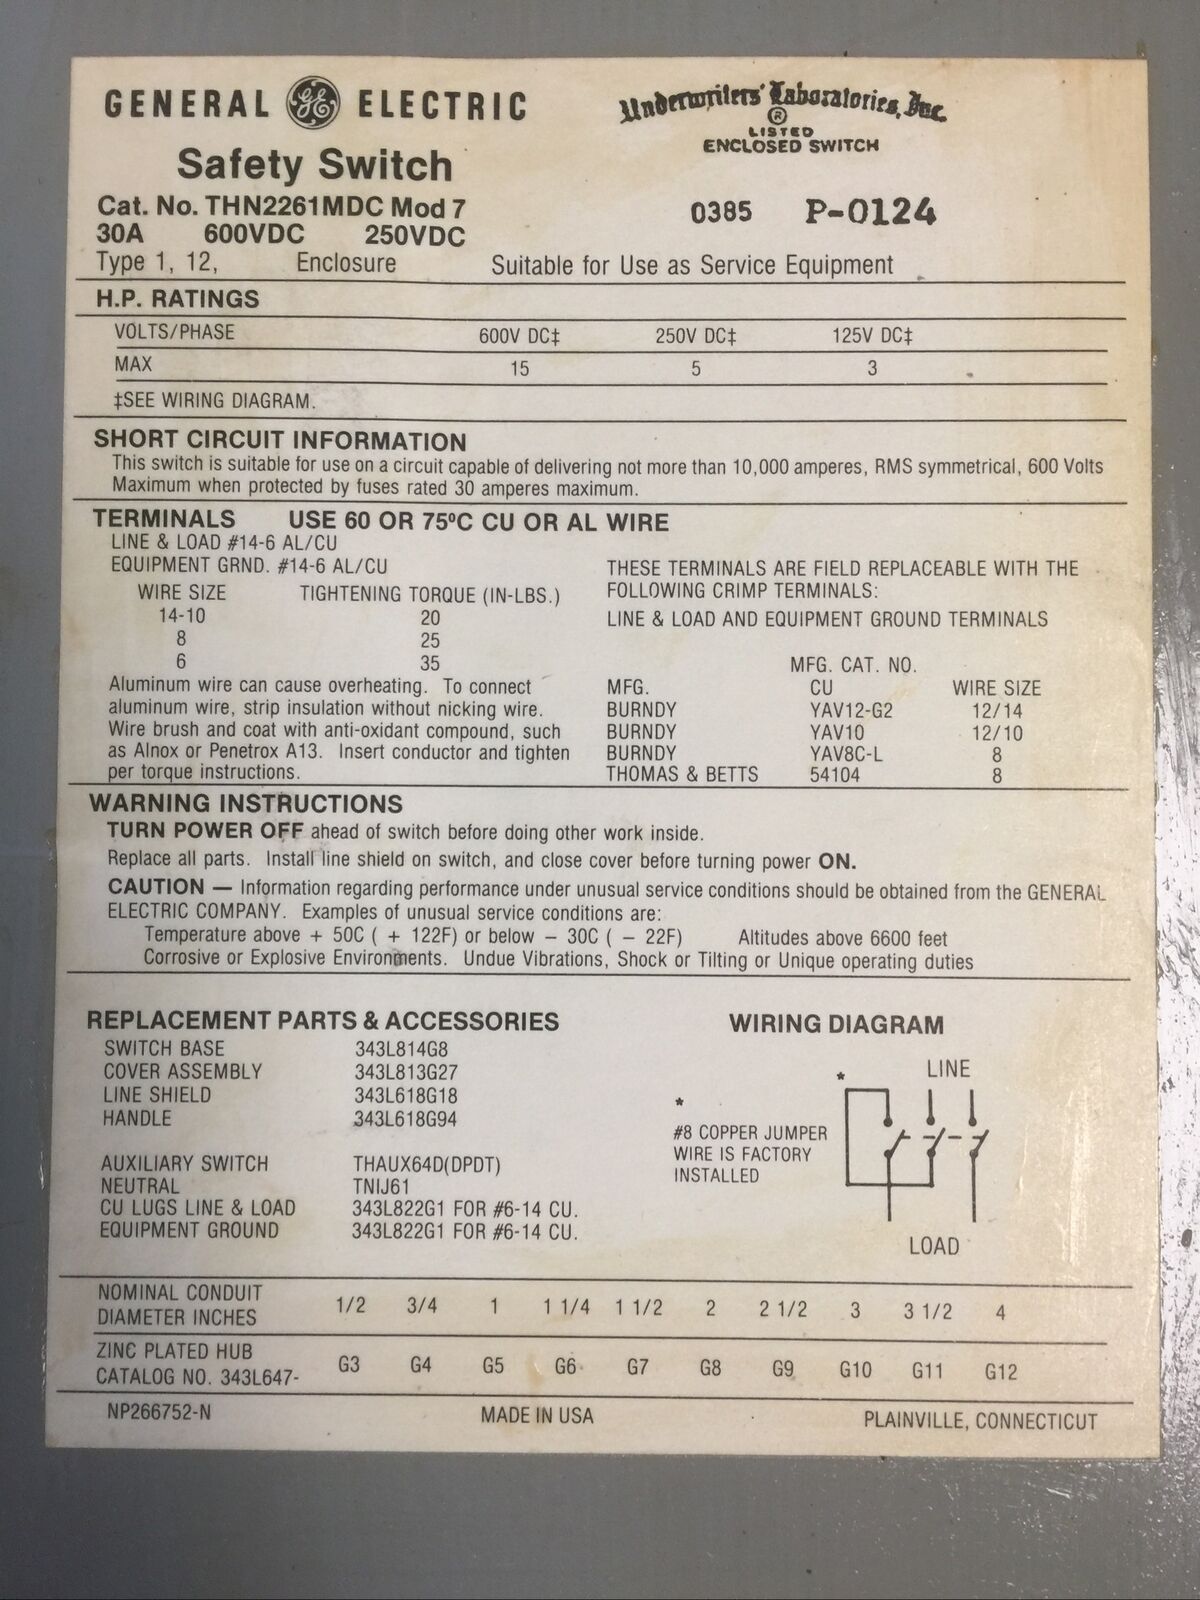 GENERAL GE ELECTRIC
Underwriters' Laboratories, Inc.
®
LISTED
ENCLOSED SWITCH
Safety Switch
Cat. No. THN2261MDC Mod 7
0385 P-0124
30A 600VDC 250VDC
Type 1, 12, Enclosure Suitable for Use as Service Equipment
H.P. RATINGS
VOLTS/PHASE 600V DC‡ 250V DC‡ 125V DC‡
MAX 15 5 3
‡SEE WIRING DIAGRAM.
SHORT CIRCUIT INFORMATION
This switch is suitable for use on a circuit capable of delivering not more than 10,000 amperes, RMS symmetrical, 600 Volts
Maximum when protected by fuses rated 30 amperes maximum.
TERMINALS USE 60 OR 75ºC CU OR AL WIRE
LINE & LOAD #14-6 AL/CU
EQUIPMENT GRND. #14-6 AL/CU
WIRE SIZE TIGHTENING TORQUE (IN-LBS.)
14-10 20
8 25
6 35
Aluminum wire can cause overheating. To connect
aluminum wire, strip insulation without nicking wire.
Wire brush and coat with anti-oxidant compound, such
as Alnox or Penetrox A13. Insert conductor and tighten
per torque instructions.
THESE TERMINALS ARE FIELD REPLACEABLE WITH THE
FOLLOWING CRIMP TERMINALS:
LINE & LOAD AND EQUIPMENT GROUND TERMINALS
MFG. CAT. NO.
MFG. CU WIRE SIZE
BURNDY YAV12-G2 12/14
BURNDY YAV10 12/10
BURNDY YAV8C-L 8
THOMAS & BETTS 54104 8
WARNING INSTRUCTIONS
TURN POWER OFF ahead of switch before doing other work inside.
Replace all parts. Install line shield on switch, and close cover before turning power ON.
CAUTION — Information regarding performance under unusual service conditions should be obtained from the GENERAL
ELECTRIC COMPANY. Examples of unusual service conditions are:
Temperature above + 50C ( + 122F) or below − 30C ( − 22F) Altitudes above 6600 feet
Corrosive or Explosive Environments. Undue Vibrations, Shock or Tilting or Unique operating duties
REPLACEMENT PARTS & ACCESSORIES
SWITCH BASE 343L814G8
COVER ASSEMBLY 343L813G27
LINE SHIELD 343L618G18
HANDLE 343L618G94
AUXILIARY SWITCH THAUX64D(DPDT)
NEUTRAL TNIJ61
CU LUGS LINE & LOAD 343L822G1 FOR #6-14 CU.
EQUIPMENT GROUND 343L822G1 FOR #6-14 CU.
WIRING DIAGRAM
LINE
*
*
#8 COPPER JUMPER
WIRE IS FACTORY
INSTALLED
LOAD
NOMINAL CONDUIT
DIAMETER INCHES 1/2 3/4 1 1 1/4 1 1/2 2 2 1/2 3 3 1/2 4
ZINC PLATED HUB
CATALOG NO. 343L647- G3 G4 G5 G6 G7 G8 G9 G10 G11 G12
NP266752-N MADE IN USA PLAINVILLE, CONNECTICUT